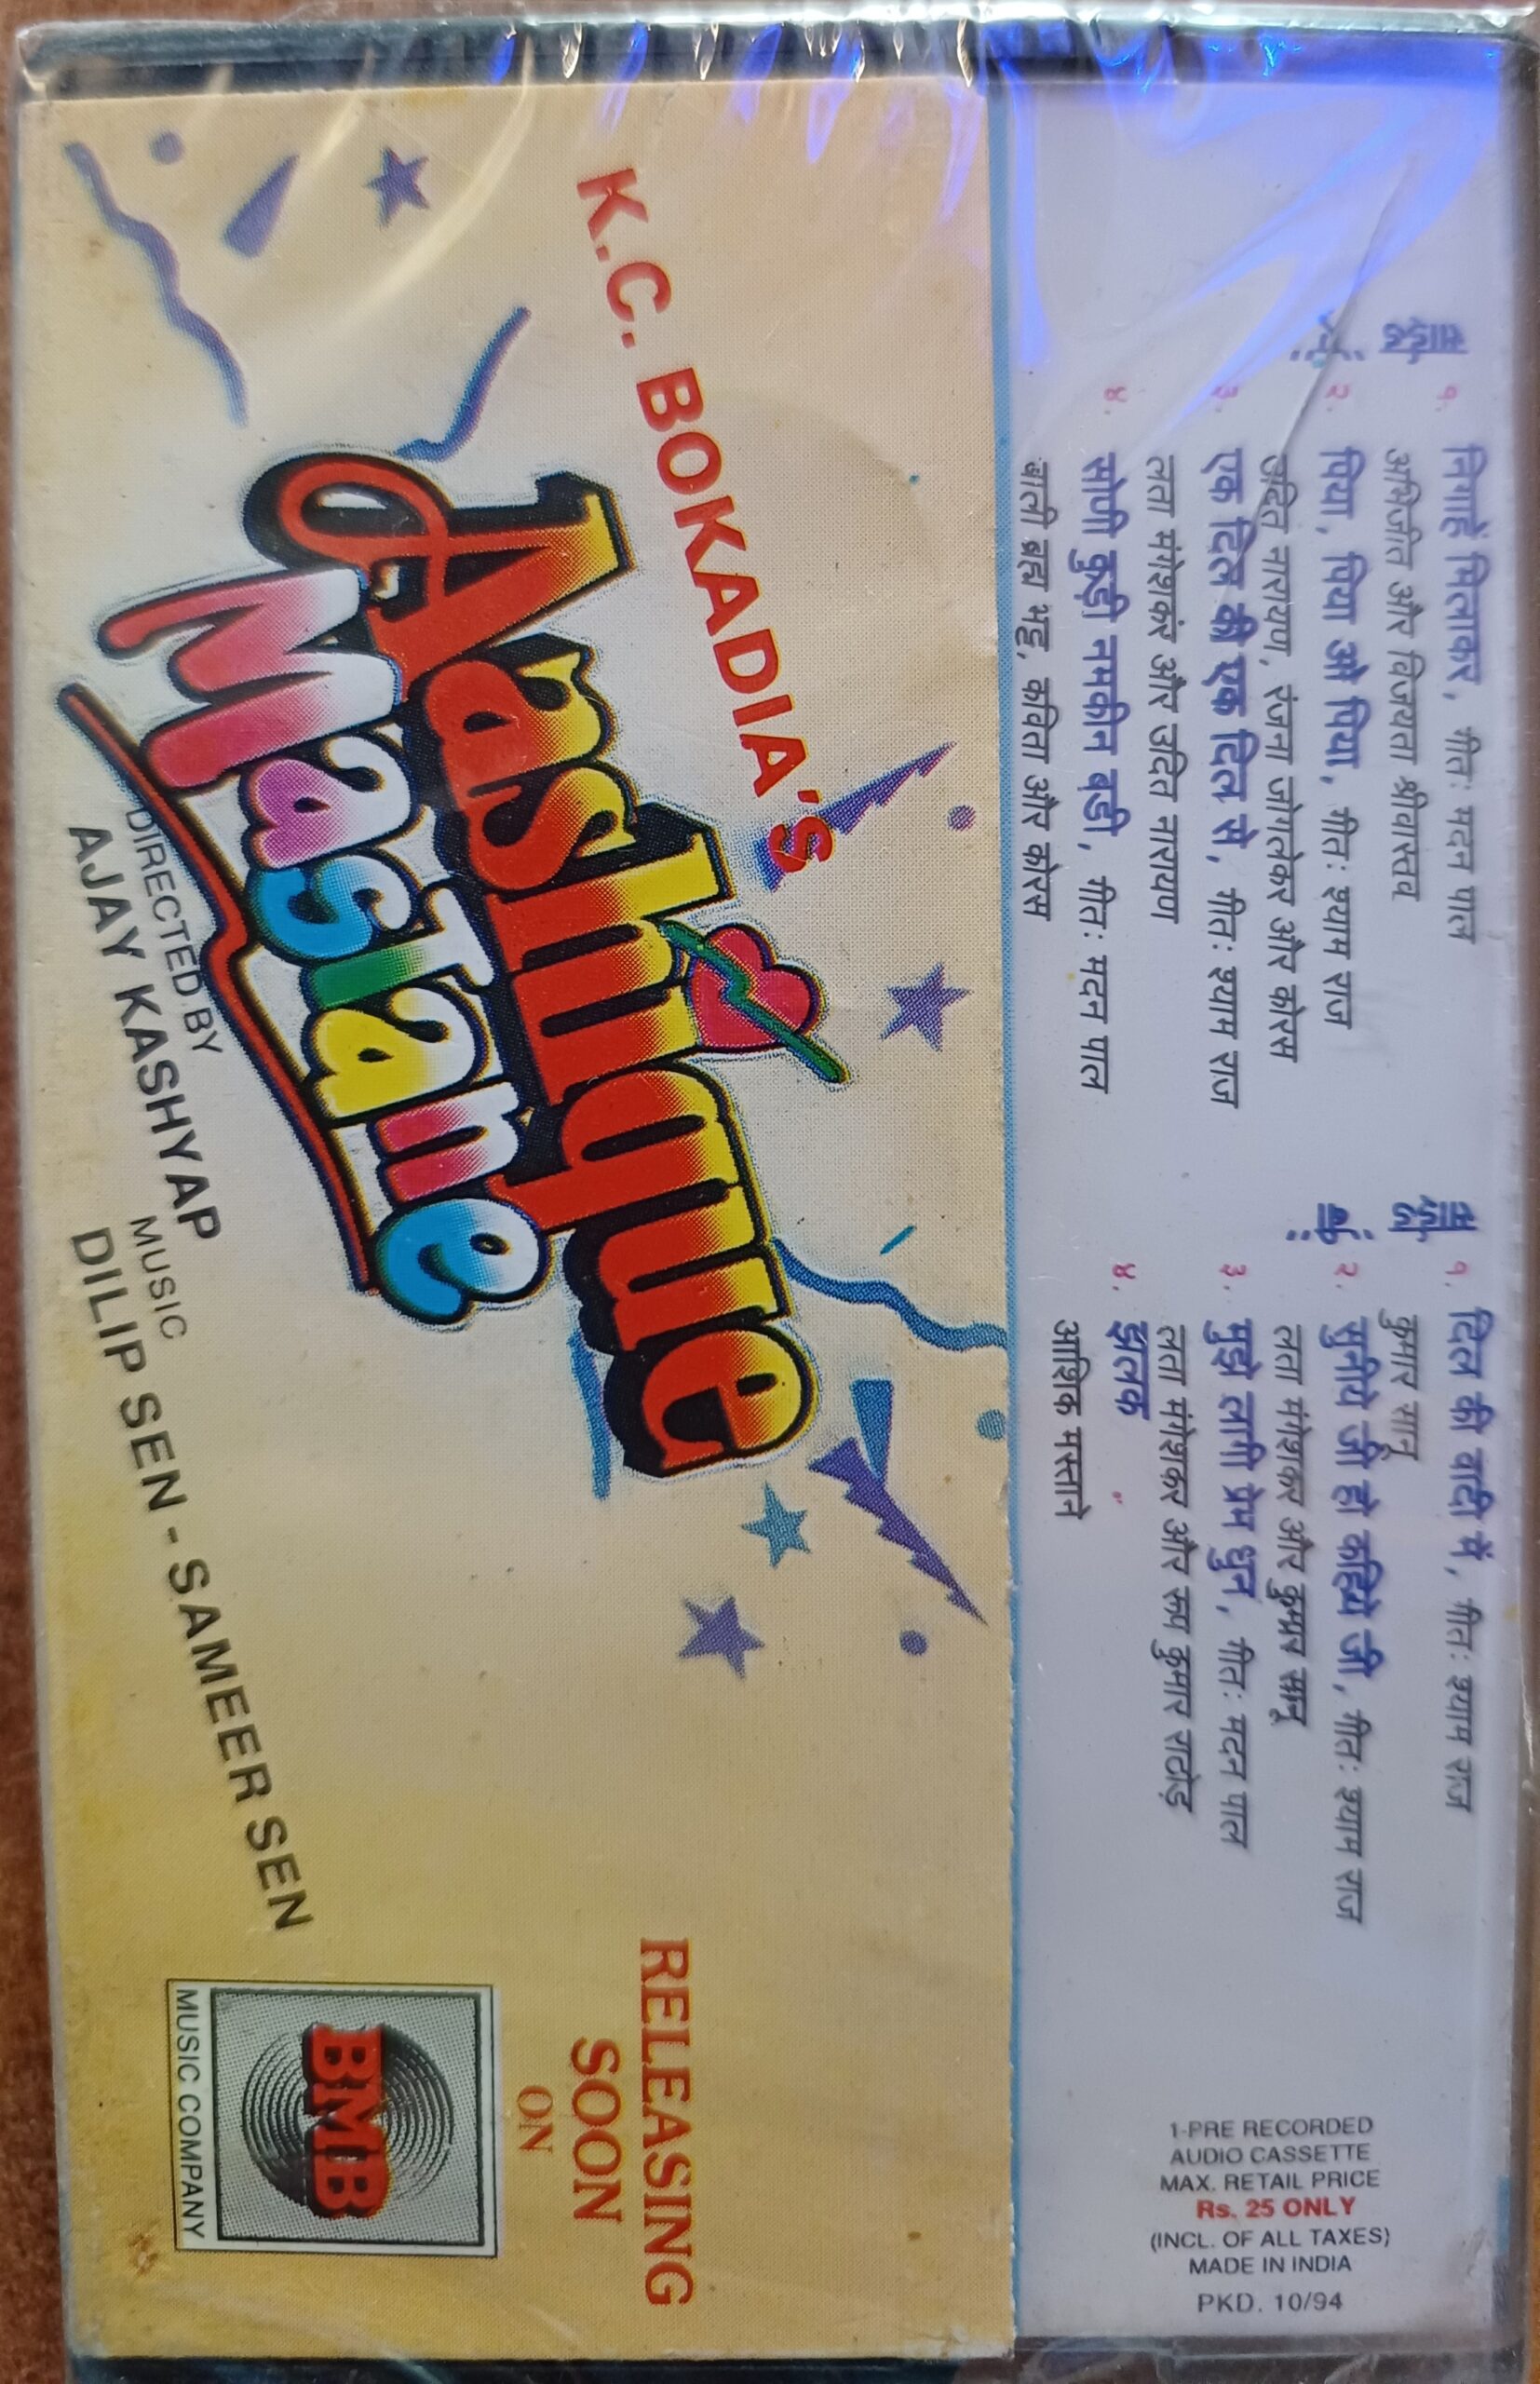 साईड
अ:
१. निगाहें मिलाकर, गीतः मदन पाल
अभिजीत और विजयता श्रीवास्तव
२. पिया, पिया ओ पिया, गीतः श्याम राज
उदित नारायण, रंजना जोगलेकर और कोरस
३. एक दिल की एक दिल से, गीतः श्याम राज
लता मंगेशकर और उदित नारायण
४. सोणी कुड़ी नमकीन बडी, गीतः मदन पाल
बाली ब्रह्म भट्ट, कविता और कोरस
साईड
ब:
१. दिल की वादी में, गीतः श्याम राज
कुमार सानू
२. सुनीये जी हो कहिये जी, गीतः श्याम राज
लता मंगेशकर और कुमार सानू
३. मुझे लागी प्रेम धुन, गीतः मदन पाल
लता मंगेशकर और रूप कुमार राठोड़
४. झलक
आशिक मस्ताने
1-PRE RECORDED
AUDIO CASSETTE
MAX. RETAIL PRICE
Rs. 25 ONLY
(INCL. OF ALL TAXES)
MADE IN INDIA
PKD. 10/94
K.C. BOKADIA'S
Aashique
Mastane
DIRECTED BY
AJAY KASHYAP
MUSIC
DILIP SEN - SAMEER SEN
RELEASING
SOON
ON
BMB
MUSIC COMPANY